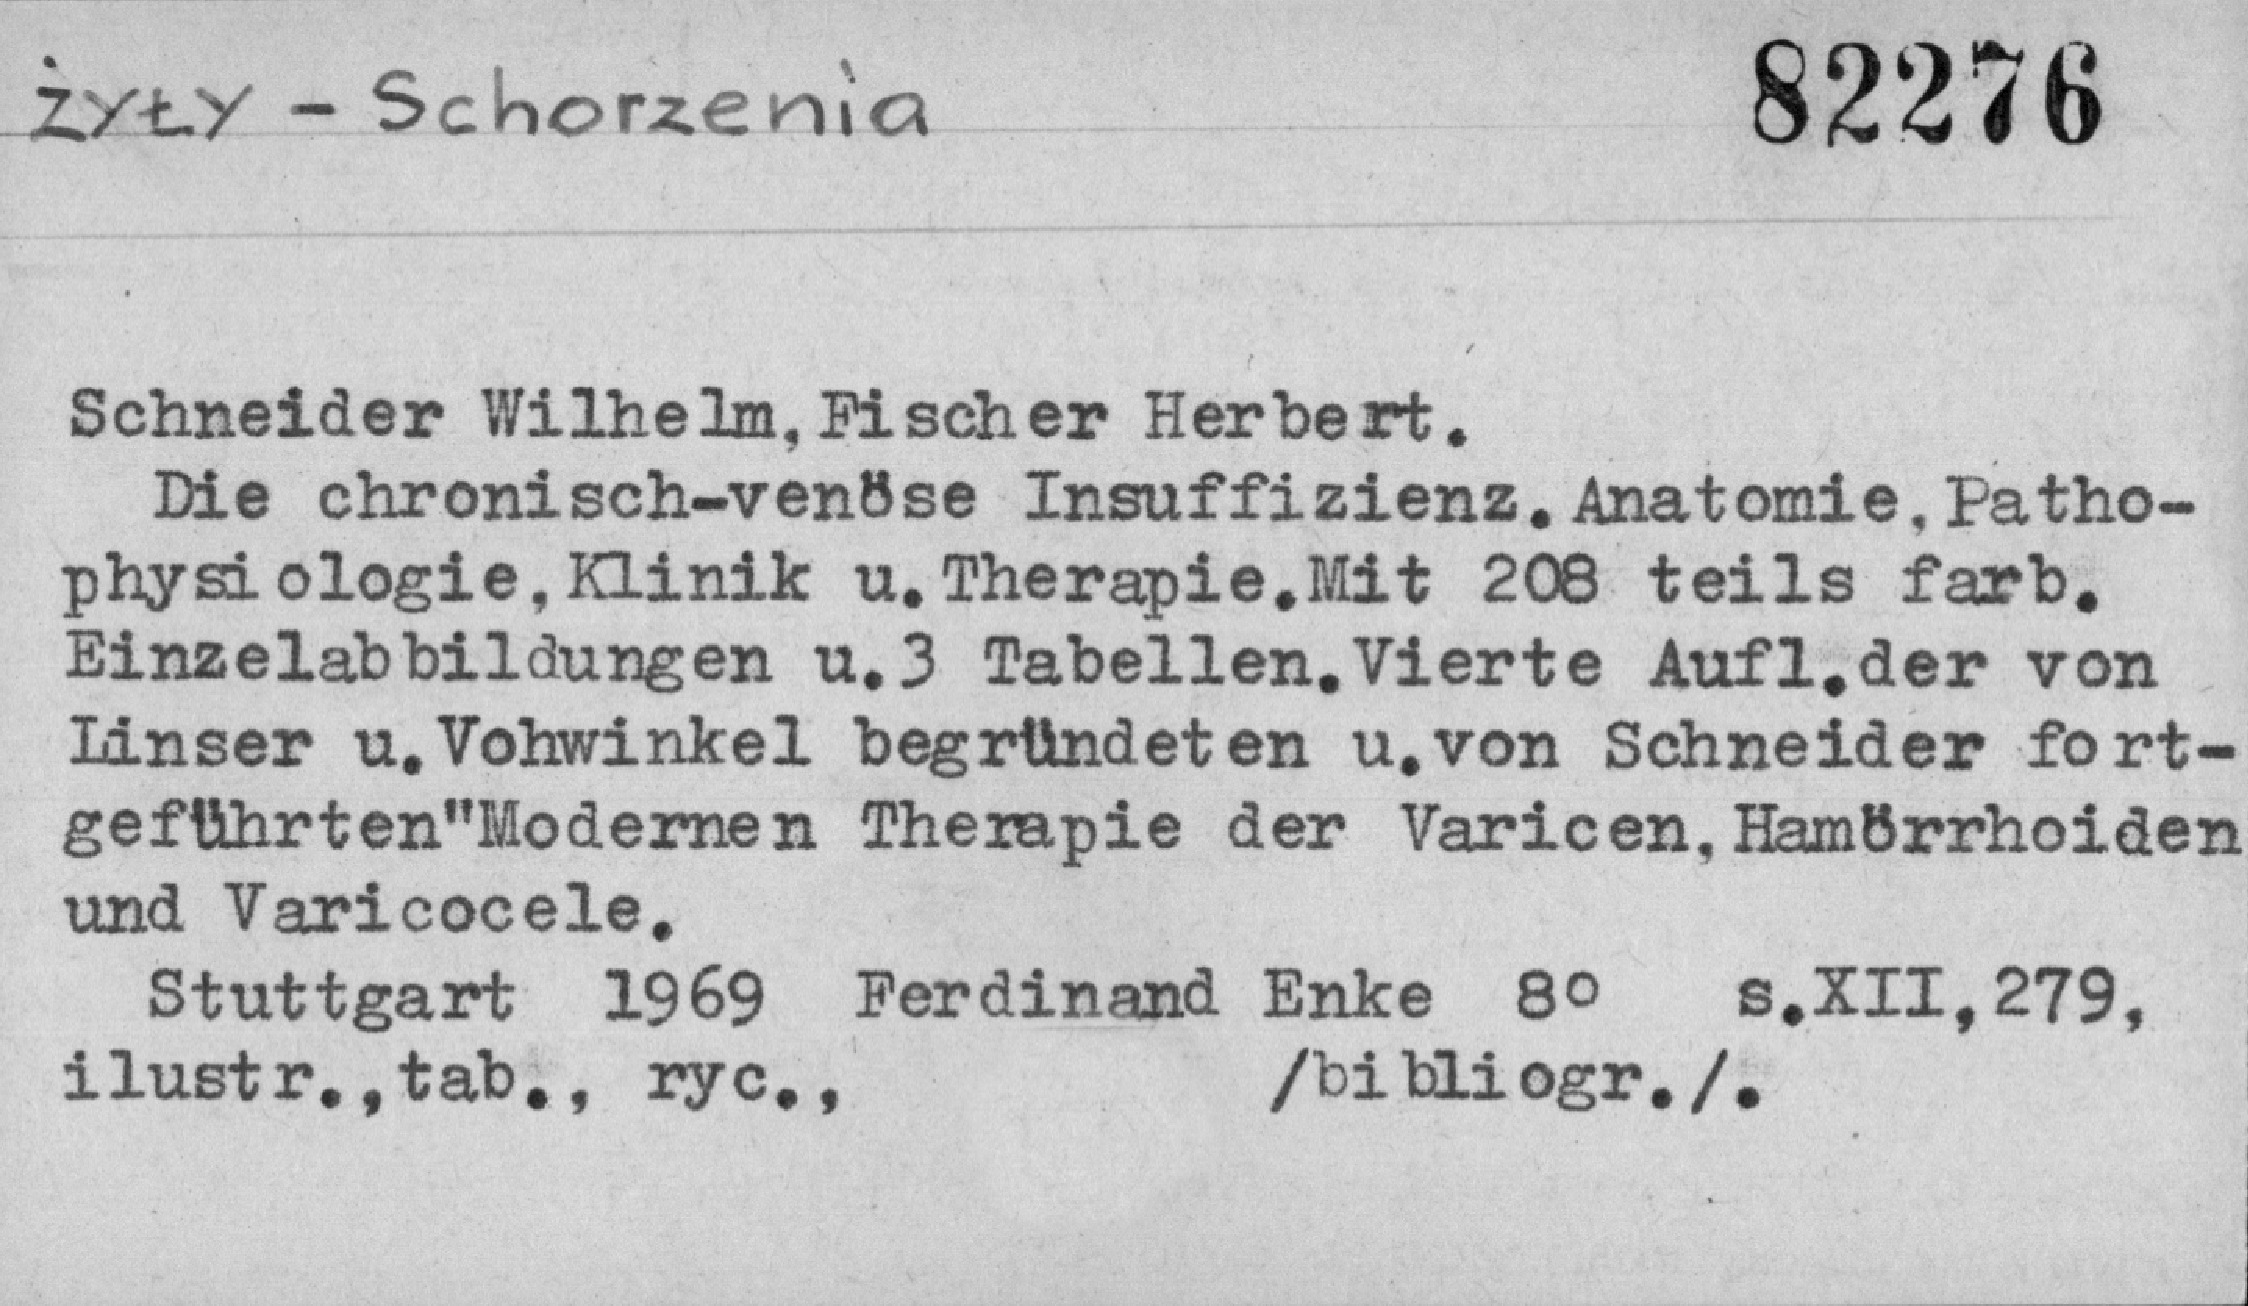 ŻYŁY - Schorzenia 82276
Schneider Wilhelm, Fischer Herbert.
Die chronisch-venöse Insuffizienz. Anatomie, Patho-
physiologie, Klinik u. Therapie. Mit 208 teils farb.
Einzelabbildungen u. 3 Tabellen. Vierte Aufl. der von
Linser u. Vohwinkel begründeten u. von Schneider fort-
geführten "Modernen Therapie der Varicen, Hamörrhoiden
und Varicocele.
Stuttgart 1969 Ferdinand Enke 8o s. XII, 279,
ilustr., tab., ryc., /bibliogr./.